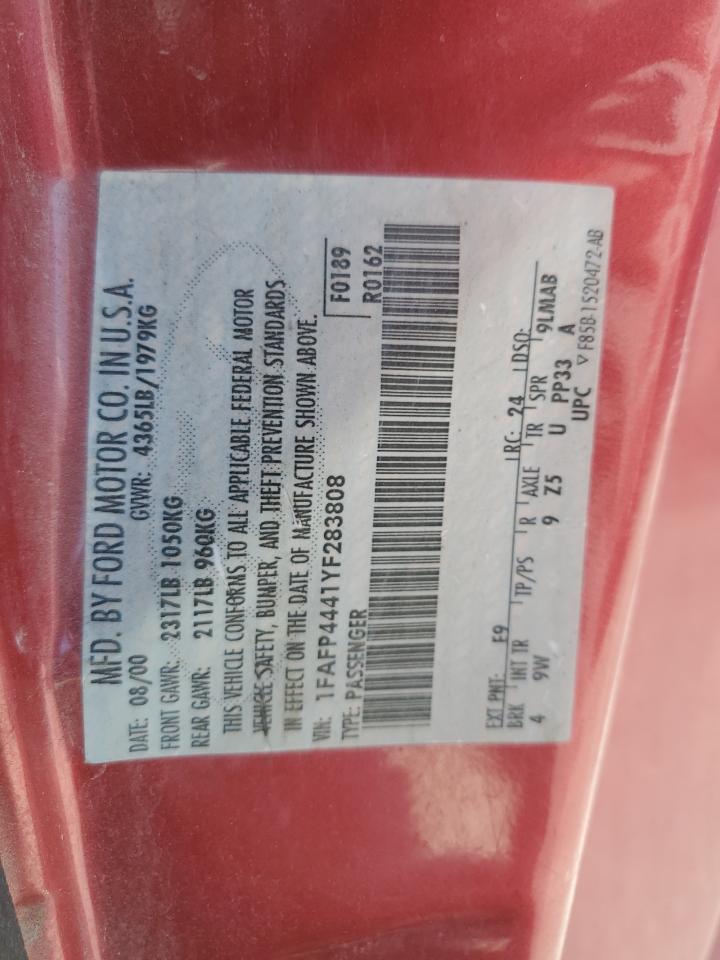 MFD. BY FORD MOTOR CO. IN U.S.A.
DATE: 08/00 GVWR: 4365LB/1979KG
FRONT GAWR: 2317LB 1050KG
REAR GAWR: 2117LB 960KG
THIS VEHICLE CONFORMS TO ALL APPLICABLE FEDERAL MOTOR
VEHICLE SAFETY, BUMPER, AND THEFT PREVENTION STANDARDS
IN EFFECT ON THE DATE OF MANUFACTURE SHOWN ABOVE.
VIN: 1FAFP4441YF283808 F0189
TYPE: PASSENGER R0162
EXT PNT: E9 RC: 24 DSO:
BRK INT TR TP/PS R AXLE TR SPR 9LMAB
4 9W 9 Z5 U PP33
UPC A
▽ F85B-1520472-AB